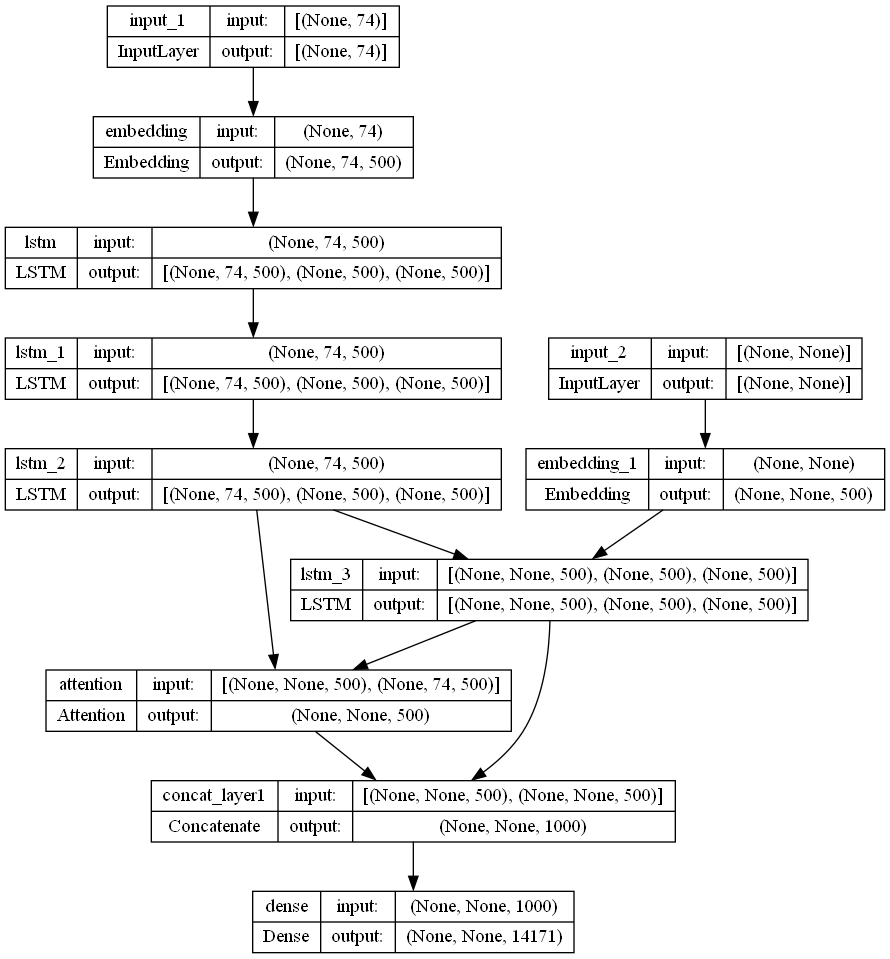 input_1 input: [(None, 74)]
InputLayer output: [(None, 74)]
embedding input: (None, 74)
Embedding output: (None, 74, 500)
lstm input: (None, 74, 500)
LSTM output: [(None, 74, 500), (None, 500), (None, 500)]
lstm_1 input: (None, 74, 500)
LSTM output: [(None, 74, 500), (None, 500), (None, 500)]
input_2 input: [(None, None)]
InputLayer output: [(None, None)]
lstm_2 input: (None, 74, 500)
LSTM output: [(None, 74, 500), (None, 500), (None, 500)]
embedding_1 input: (None, None)
Embedding output: (None, None, 500)
lstm_3 input: [(None, None, 500), (None, 500), (None, 500)]
LSTM output: [(None, None, 500), (None, 500), (None, 500)]
attention input: [(None, None, 500), (None, 74, 500)]
Attention output: (None, None, 500)
concat_layer1 input: [(None, None, 500), (None, None, 500)]
Concatenate output: (None, None, 1000)
dense input: (None, None, 1000)
Dense output: (None, None, 14171)